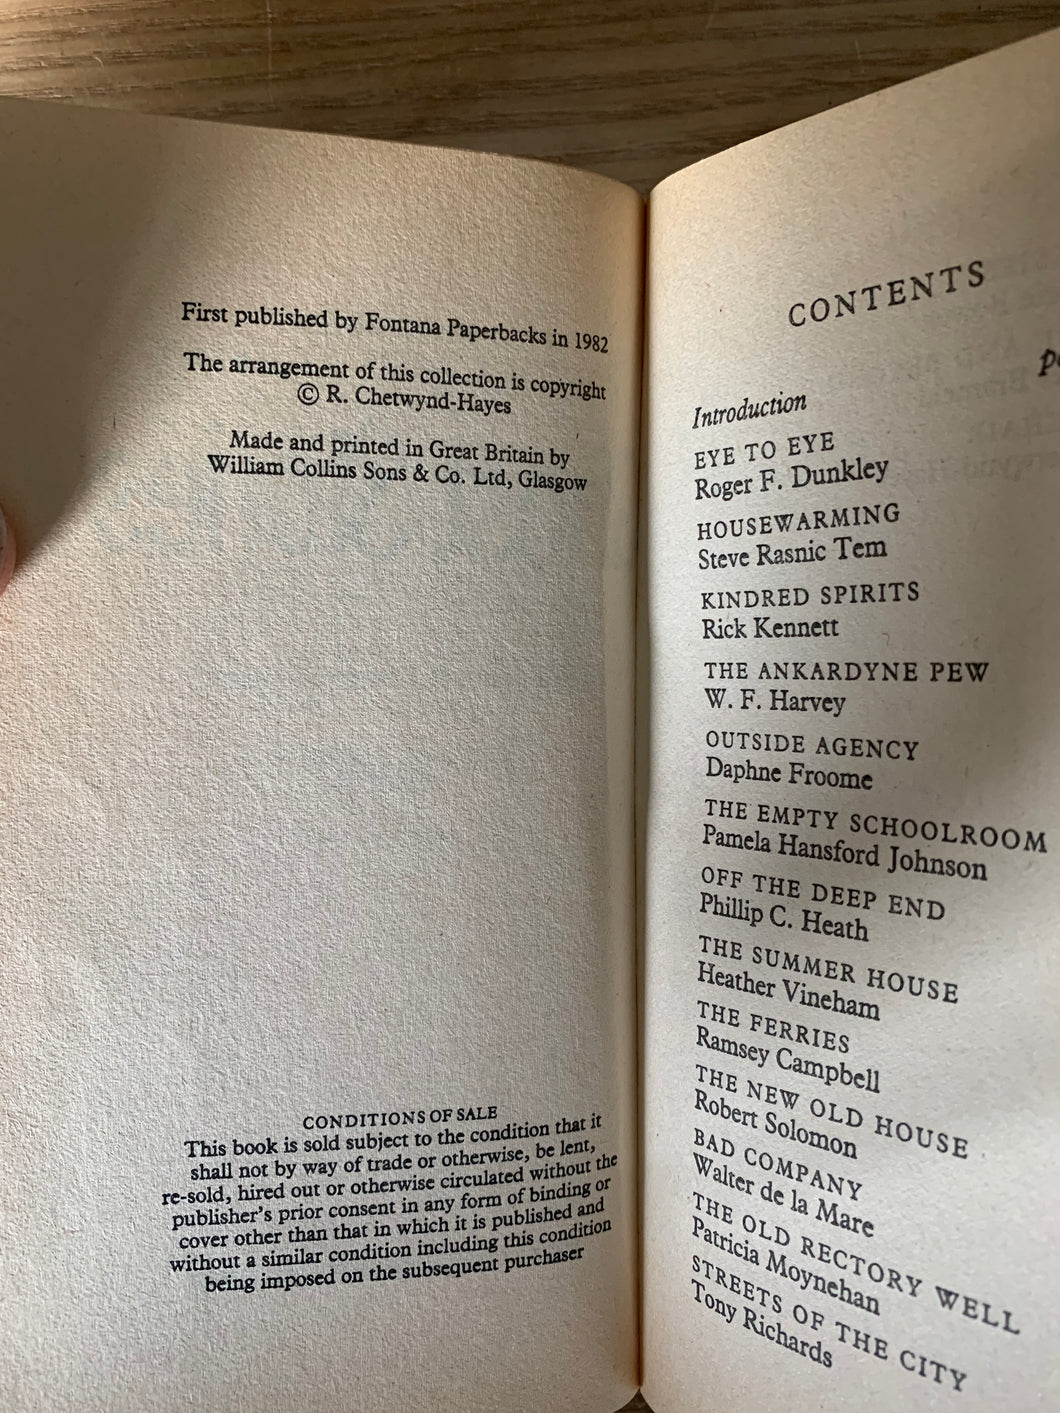 First published by Fontana Paperbacks in 1982
The arrangement of this collection is copyright
© R. Chetwynd-Hayes
Made and printed in Great Britain by
William Collins Sons & Co. Ltd, Glasgow
CONDITIONS OF SALE
This book is sold subject to the condition that it
shall not by way of trade or otherwise, be lent,
re-sold, hired out or otherwise circulated without the
publisher's prior consent in any form of binding or
cover other than that in which it is published and
without a similar condition including this condition
being imposed on the subsequent purchaser
CONTENTS
Introduction
EYE TO EYE
Roger F. Dunkley
HOUSEWARMING
Steve Rasnic Tem
KINDRED SPIRITS
Rick Kennett
THE ANKARDYNE PEW
W. F. Harvey
OUTSIDE AGENCY
Daphne Froome
THE EMPTY SCHOOLROOM
Pamela Hansford Johnson
OFF THE DEEP END
Phillip C. Heath
THE SUMMER HOUSE
Heather Vineham
THE FERRIES
Ramsey Campbell
THE NEW OLD HOUSE
Robert Solomon
BAD COMPANY
Walter de la Mare
THE OLD RECTORY WELL
Patricia Moynehan
STREETS OF THE CITY
Tony Richards